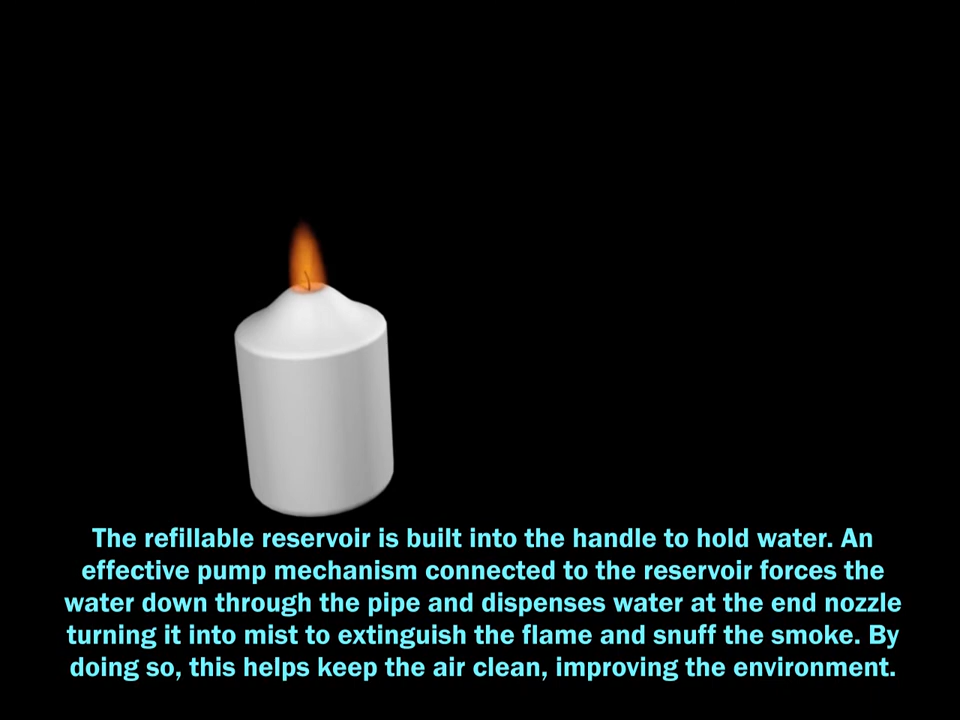 The refillable reservoir is built into the handle to hold water. An
effective pump mechanism connected to the reservoir forces the
water down through the pipe and dispenses water at the end nozzle
turning it into mist to extinguish the flame and snuff the smoke. By
doing so, this helps keep the air clean, improving the environment.